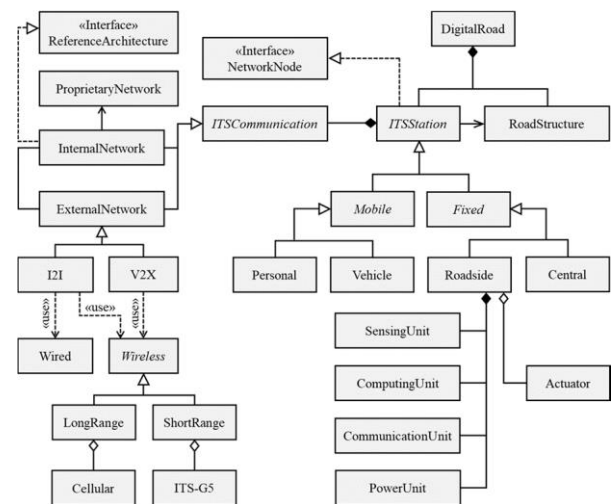 «Interface»
ReferenceArchitecture
DigitalRoad
«Interface»
NetworkNode
ProprietaryNetwork
ITSCommunication
ITSStation
RoadStructure
InternalNetwork
ExternalNetwork
Mobile
Fixed
I2I
V2X
Personal
Vehicle
Roadside
Central
«use»
«use»
«use»
SensingUnit
Wired
Wireless
ComputingUnit
Actuator
LongRange
ShortRange
CommunicationUnit
Cellular
ITS-G5
PowerUnit